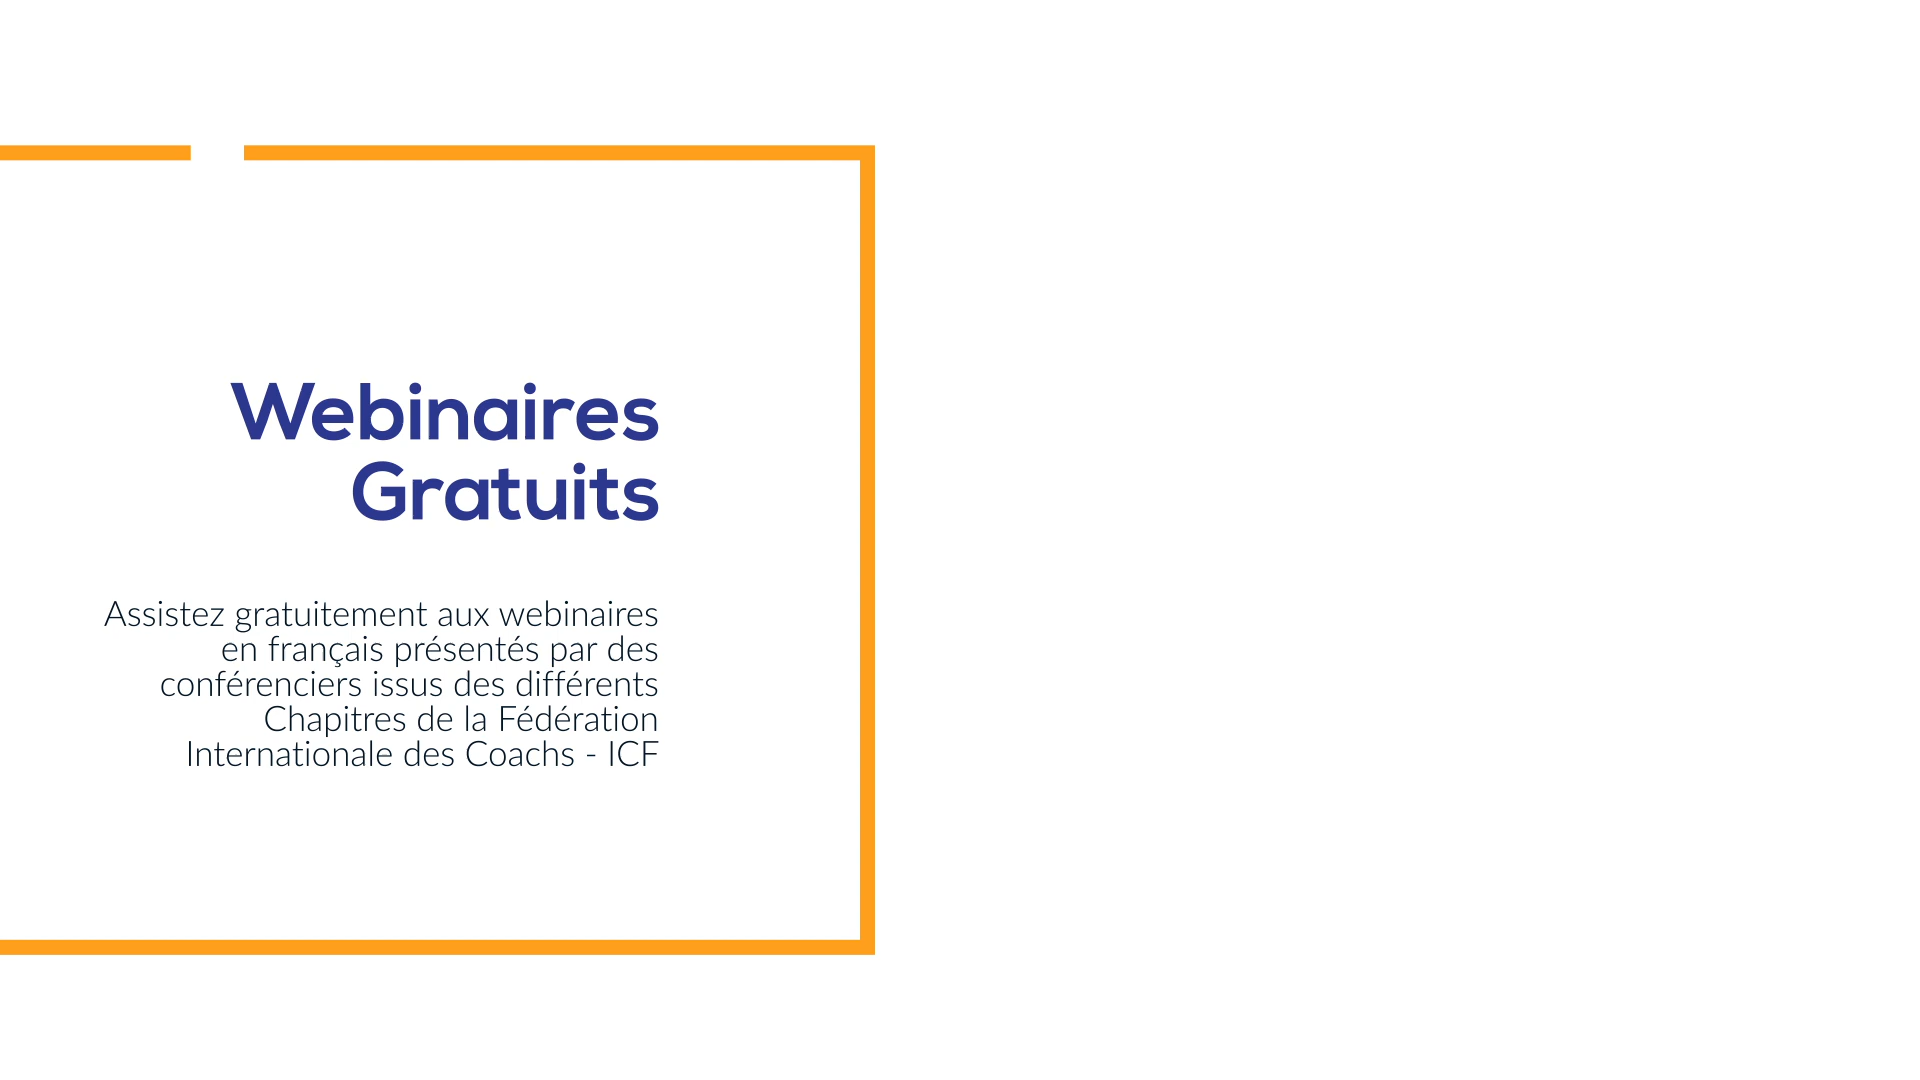 Webinaires
Gratuits
Assistez gratuitement aux webinaires
en français présentés par des
conférenciers issus des différents
Chapitres de la Fédération
Internationale des Coachs - ICF